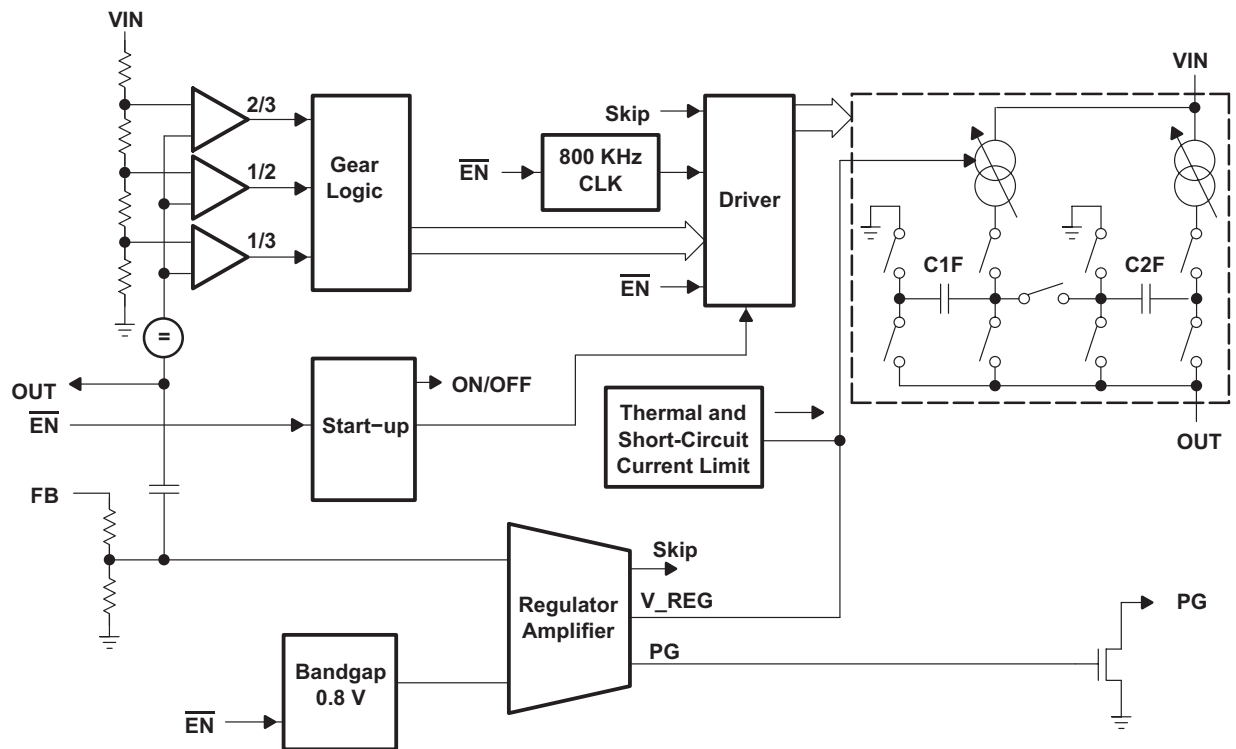 VIN
2/3
1/2
1/3
Gear
Logic
Skip
EN
800 KHz
CLK
EN
Driver
VIN
C1F
C2F
OUT
=
OUT
EN
Start–up
ON/OFF
Thermal and
Short-Circuit
Current Limit
FB
Regulator
Amplifier
Skip
V_REG
PG
PG
Bandgap
0.8 V
EN